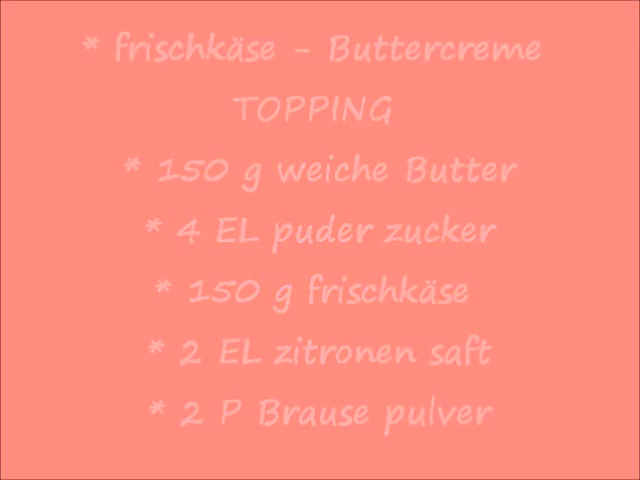 * frischkäse - Buttercreme
TOPPING
* 150 g weiche Butter
* 4 EL puder zucker
* 150 g frischkäse
* 2 EL zitronen saft
* 2 P Brause pulver